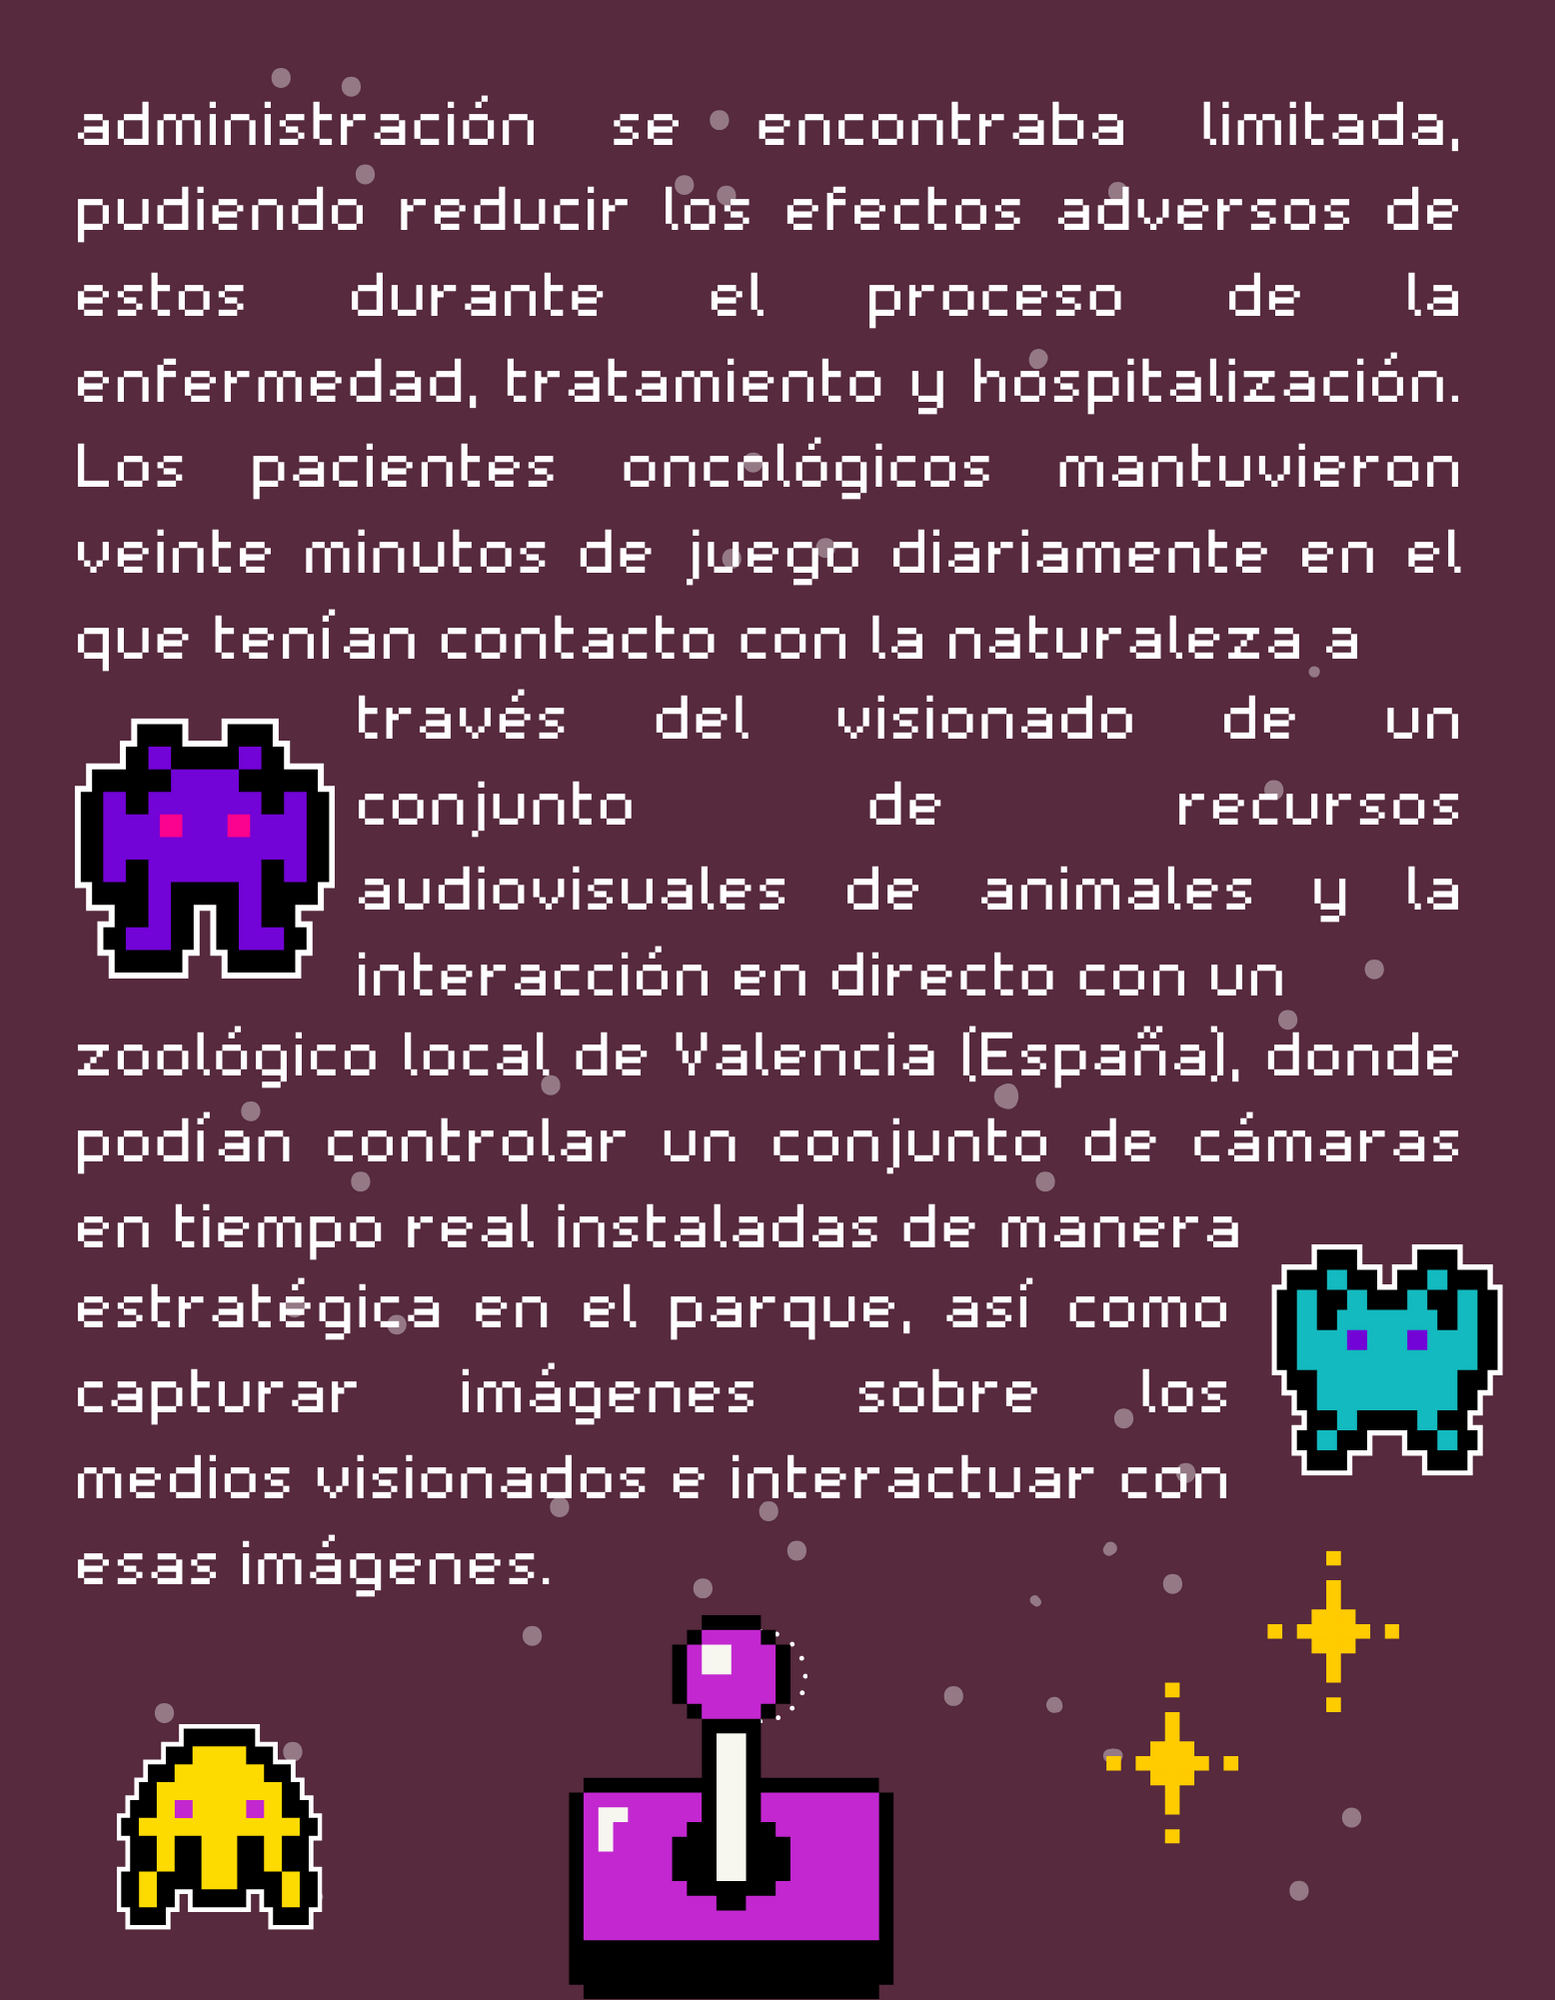 administración se encontraba limitada,
pudiendo reducir los efectos adversos de
estos durante el proceso de la
enfermedad, tratamiento y hospitalización.
Los pacientes oncológicos mantuvieron
veinte minutos de juego diariamente en el
que tenían contacto con la naturaleza a
través del visionado de un
conjunto de recursos
audiovisuales de animales y la
interacción en directo con un
zoológico local de Valencia (España), donde
podían controlar un conjunto de cámaras
en tiempo real instaladas de manera
estratégica en el parque, así como
capturar imágenes sobre los
medios visionados e interactuar con
esas imágenes.